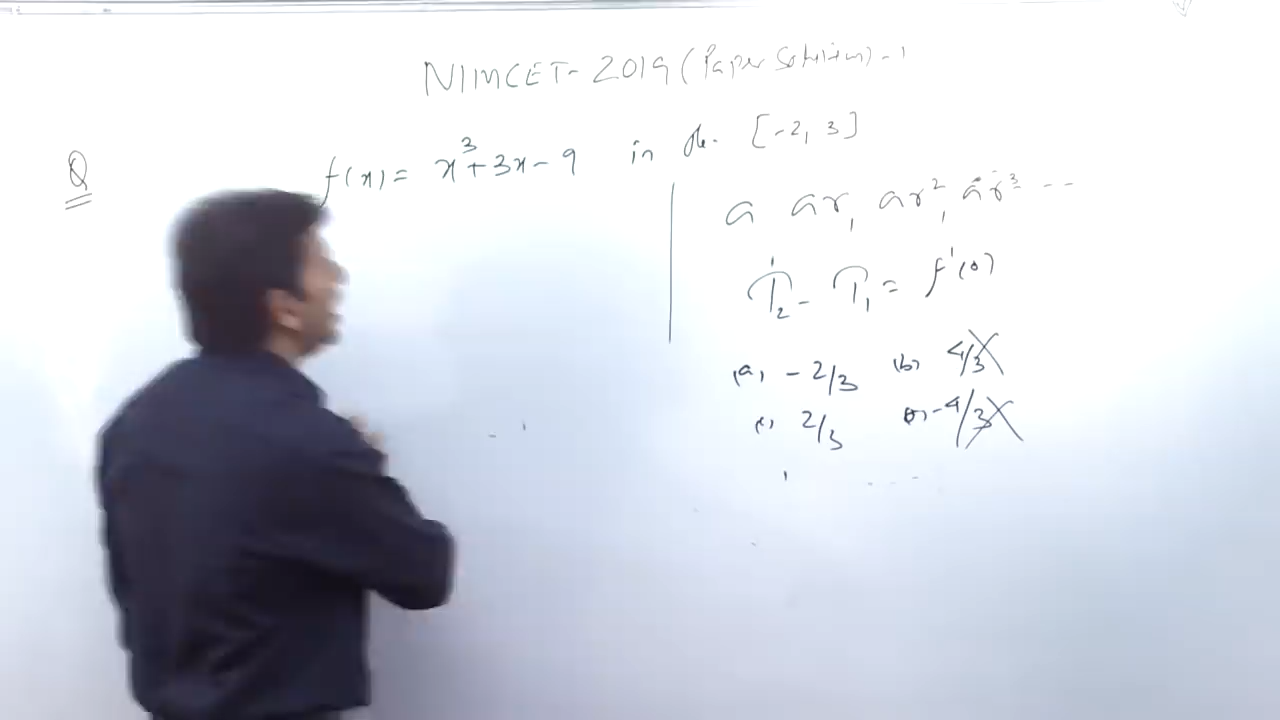 NIMCET-2019 (Paper Solution)-1
Q f(x) = x³+3x-9 in the [-2, 3]
a ar, ar², ar³ --
T₂ - T₁ = f'(0)
(a) -2/3 (b) 4/3
(c) 2/3 -4/3